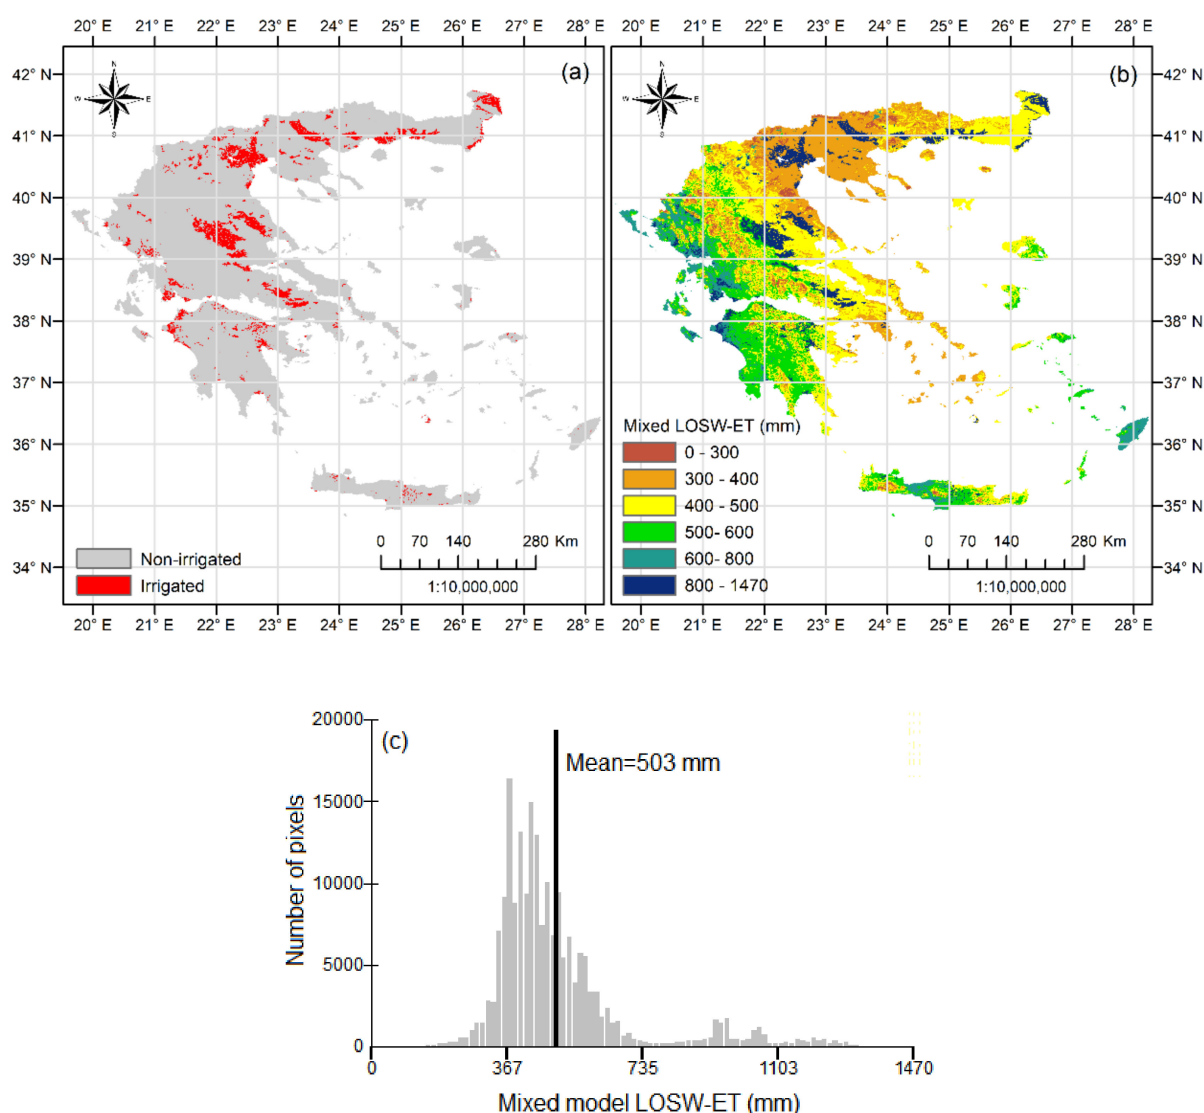 20° E 21° E 22° E 23° E 24° E 25° E 26° E 27° E 28° E
20° E 21° E 22° E 23° E 24° E 25° E 26° E 27° E 28° E
42° N
41° N
40° N
39° N
38° N
37° N
36° N
35° N
34° N
N
W E
S
(a)
Non-irrigated
Irrigated
0 70 140 280 Km
1:10,000,000
20° E 21° E 22° E 23° E 24° E 25° E 26° E 27° E 28° E
N
W E
S
(b)
42° N
41° N
40° N
39° N
38° N
37° N
36° N
35° N
34° N
Mixed LOSW-ET (mm)
0 - 300
300 - 400
400 - 500
500- 600
600- 800
800 - 1470
0 70 140 280 Km
1:10,000,000
20° E 21° E 22° E 23° E 24° E 25° E 26° E 27° E 28° E
(c)
Mean=503 mm
Number of pixels
20000
15000
10000
5000
0
0 367 735 1103 1470
Mixed model LOSW-ET (mm)